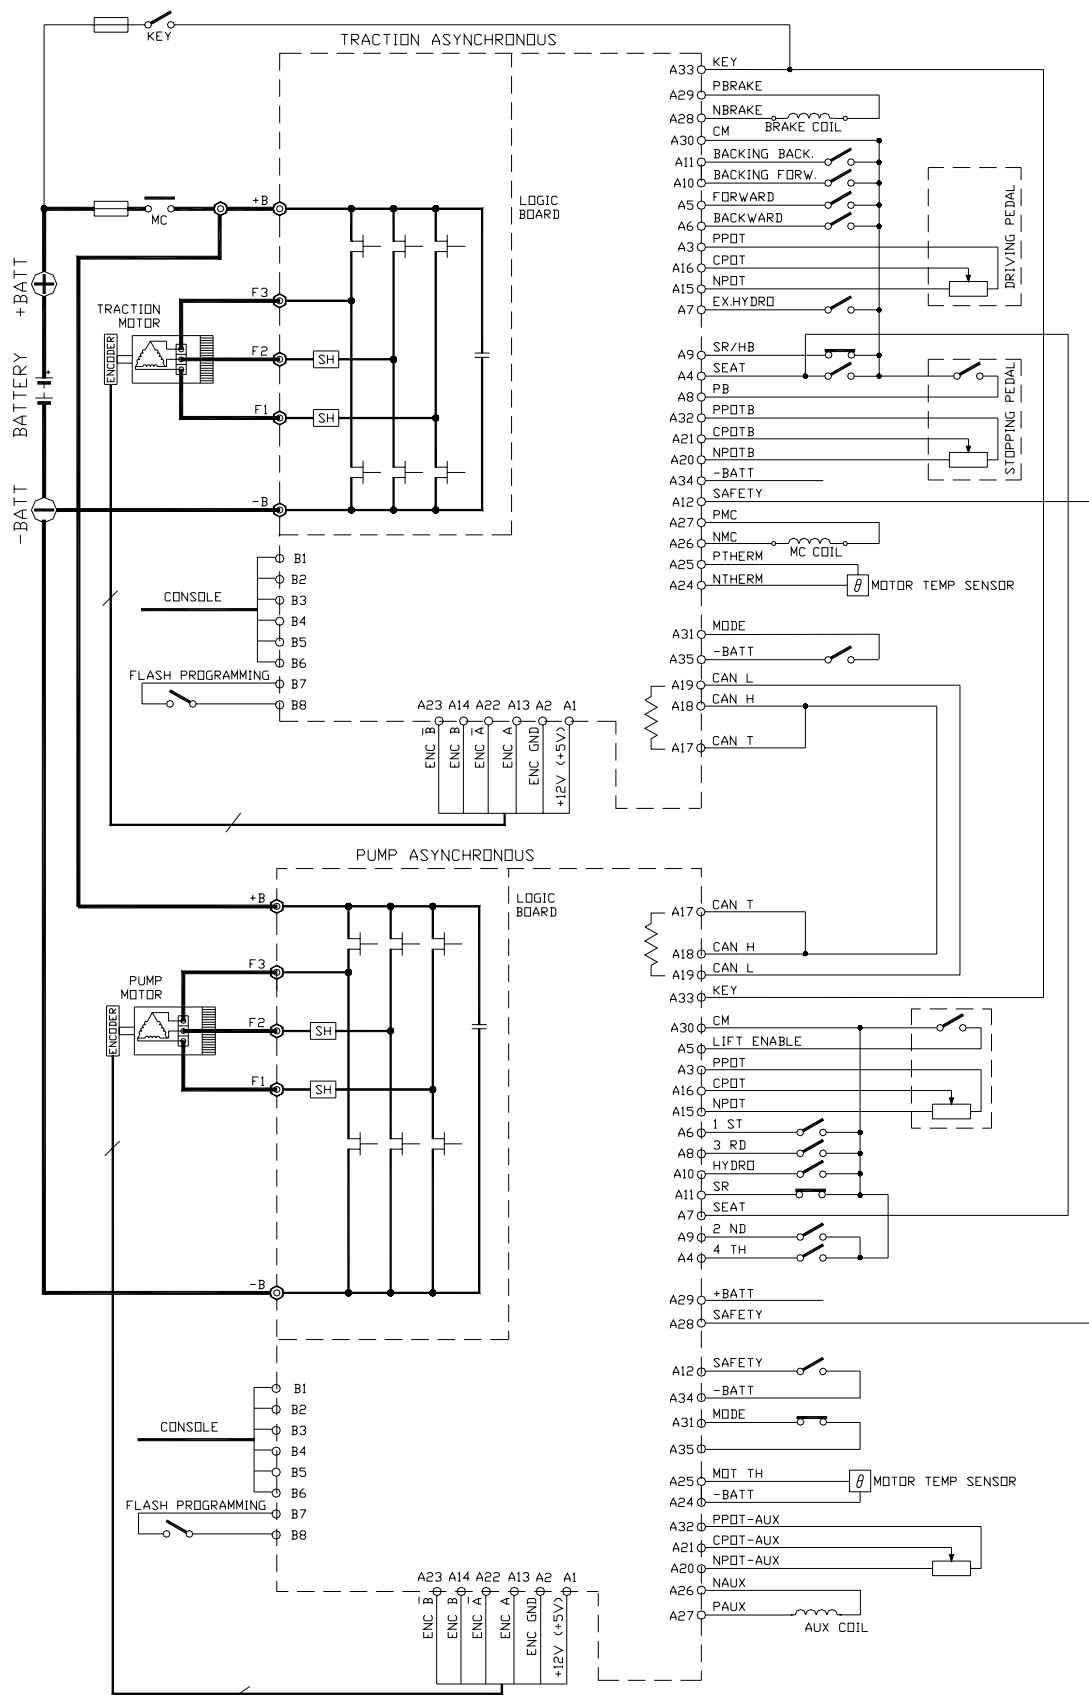 KEY
TRACTION ASYNCHRONOUS
A33 KEY
A29 PBRAKE
A28 NBRAKE
BRAKE COIL
A30 CM
A11 BACKING BACK.
A10 BACKING FORW.
A5 FORWARD
A6 BACKWARD
A3 PPOT
A16 CPOT
A15 NPOT
A7 EX.HYDRO
DRIVING PEDAL
A9 SR/HB
A4 SEAT
A8 PB
A32 PPOTB
A21 CPOTB
A20 NPOTB
STOPPING PEDAL
A34 -BATT
A12 SAFETY
A27 PMC
A26 NMC
MC COIL
A25 PTHERM
A24 NTHERM
θ MOTOR TEMP SENSOR
A31 MODE
A35 -BATT
A19 CAN L
A18 CAN H
A17 CAN T
LOGIC
BOARD
MC
+B
+BATT
BATTERY
+
-BATT
TRACTION
MOTOR
ENCODER
F3
F2
SH
F1
SH
-B
CONSOLE
B1
B2
B3
B4
B5
B6
FLASH PROGRAMMING
B7
B8
A23 A14 A22 A13 A2 A1
ENC B̅
ENC B
ENC A̅
ENC A
ENC GND
+12V (+5V)
PUMP ASYNCHRONOUS
+B
LOGIC
BOARD
PUMP
MOTOR
ENCODER
F3
F2
SH
F1
SH
-B
A17 CAN T
A18 CAN H
A19 CAN L
A33 KEY
A30 CM
A5 LIFT ENABLE
A3 PPOT
A16 CPOT
A15 NPOT
A6 1 ST
A8 3 RD
A10 HYDRO
A11 SR
A7 SEAT
A9 2 ND
A4 4 TH
A29 +BATT
A28 SAFETY
A12 SAFETY
A34 -BATT
A31 MODE
A35
A25 MOT TH
A24 -BATT
θ MOTOR TEMP SENSOR
A32 PPOT-AUX
A21 CPOT-AUX
A20 NPOT-AUX
A26 NAUX
A27 PAUX
AUX COIL
CONSOLE
B1
B2
B3
B4
B5
B6
FLASH PROGRAMMING
B7
B8
A23 A14 A22 A13 A2 A1
ENC B̅
ENC B
ENC A̅
ENC A
ENC GND
+12V (+5V)